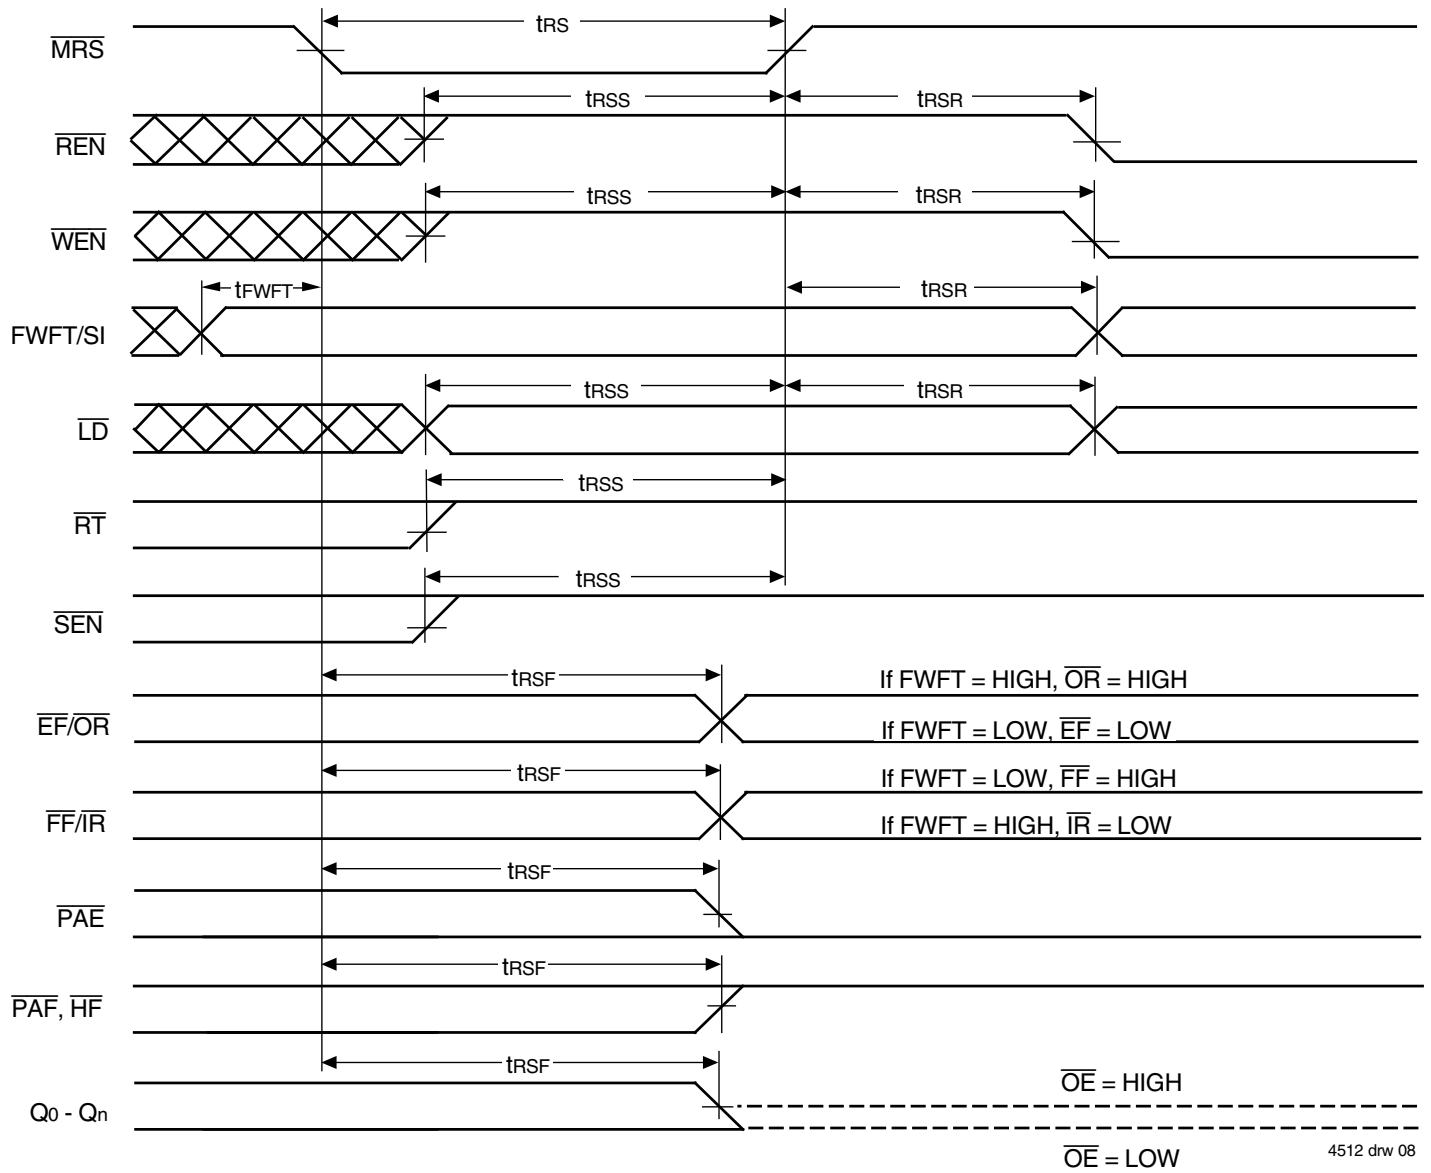 tRS
MRS
tRSS tRSR
REN
tRSS tRSR
WEN
tFWFT tRSR
FWFT/SI
tRSS tRSR
LD
tRSS
RT
tRSS
SEN
tRSF If FWFT = HIGH, OR = HIGH
EF/OR If FWFT = LOW, EF = LOW
tRSF If FWFT = LOW, FF = HIGH
FF/IR If FWFT = HIGH, IR = LOW
tRSF
PAE
tRSF
PAF, HF
tRSF
OE = HIGH
Q0 - Qn
OE = LOW 4512 drw 08